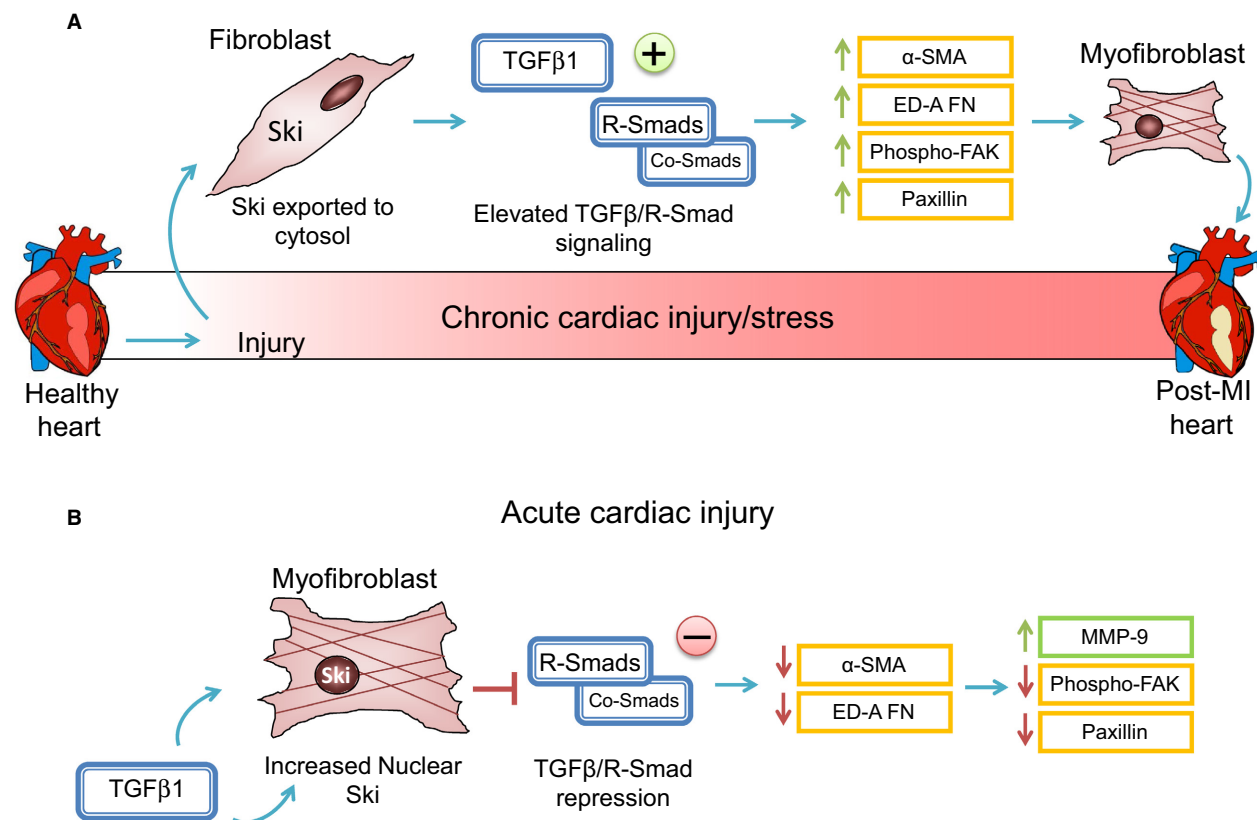 A
Fibroblast
Ski
Ski exported to
cytosol
TGFβ1
+
R-Smads
Co-Smads
Elevated TGFβ/R-Smad
signaling
α-SMA
ED-A FN
Phospho-FAK
Paxillin
Myofibroblast
Chronic cardiac injury/stress
Injury
Healthy
heart
Post-MI
heart
B
Acute cardiac injury
Myofibroblast
Ski
Increased Nuclear
Ski
TGFβ1
R-Smads
Co-Smads
−
TGFβ/R-Smad
repression
α-SMA
ED-A FN
MMP-9
Phospho-FAK
Paxillin